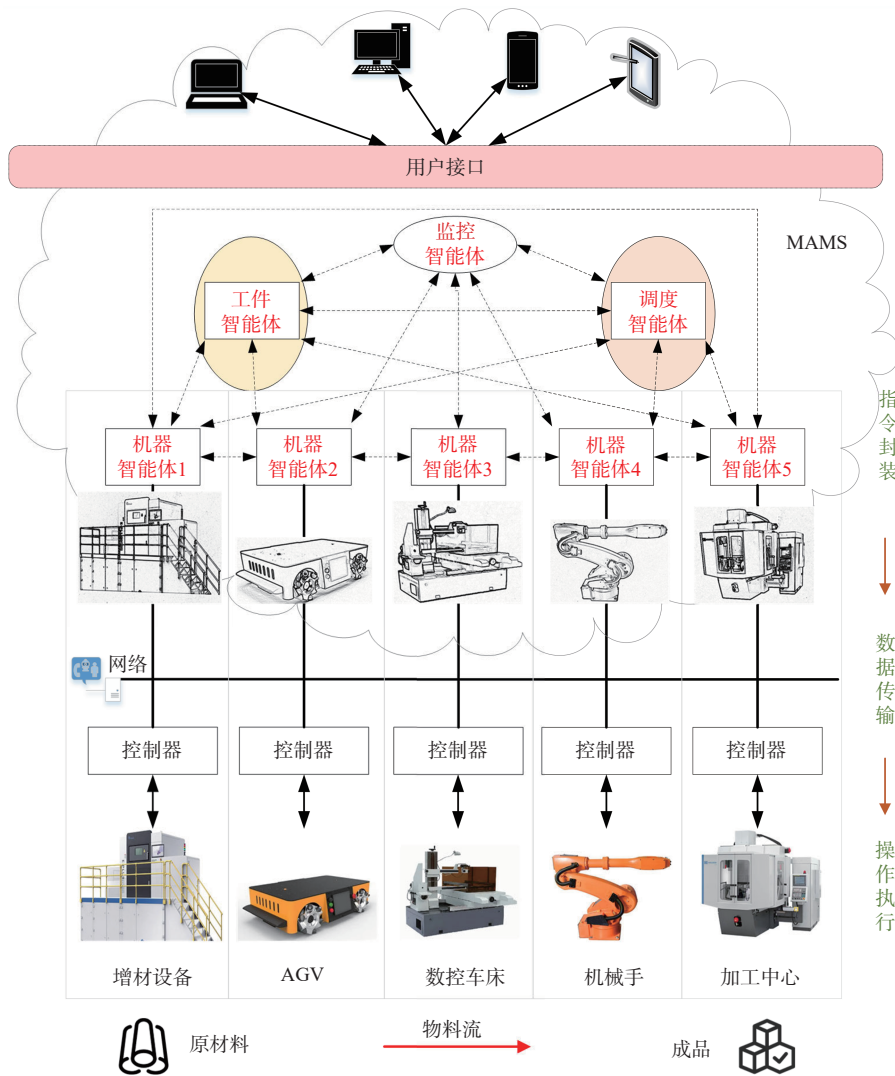 用户接口
MAMS
监控
智能体
工件
智能体
调度
智能体
机器
智能体1
机器
智能体2
机器
智能体3
机器
智能体4
机器
智能体5
指
令
封
装
网络
数
据
传
输
控制器
控制器
控制器
控制器
控制器
操
作
执
行
增材设备
AGV
数控车床
机械手
加工中心
原材料
物料流
成品